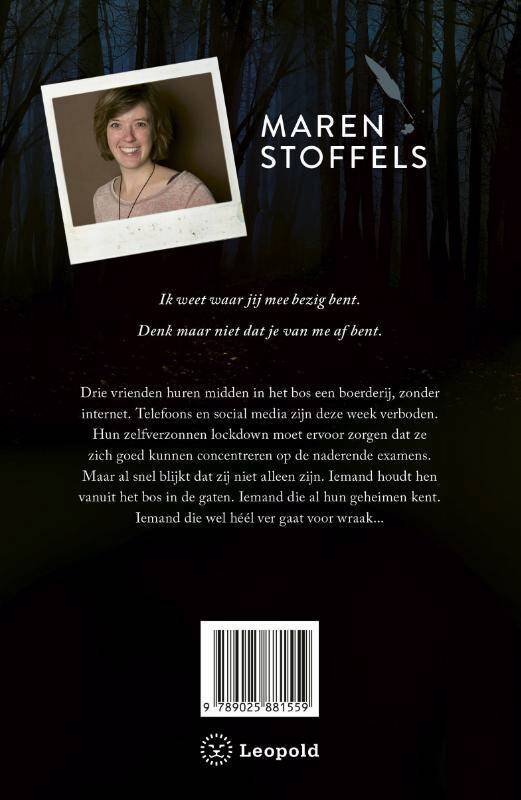 MAREN
STOFFELS
Ik weet waar jij mee bezig bent.
Denk maar niet dat je van me af bent.
Drie vrienden huren midden in het bos een boerderij, zonder
internet. Telefoons en social media zijn deze week verboden.
Hun zelfverzonnen lockdown moet ervoor zorgen dat ze
zich goed kunnen concentreren op de naderende examens.
Maar al snel blijkt dat zij niet alleen zijn. Iemand houdt hen
vanuit het bos in de gaten. Iemand die al hun geheimen kent.
Iemand die wel héél ver gaat voor wraak...
9 789025 881559
Leopold